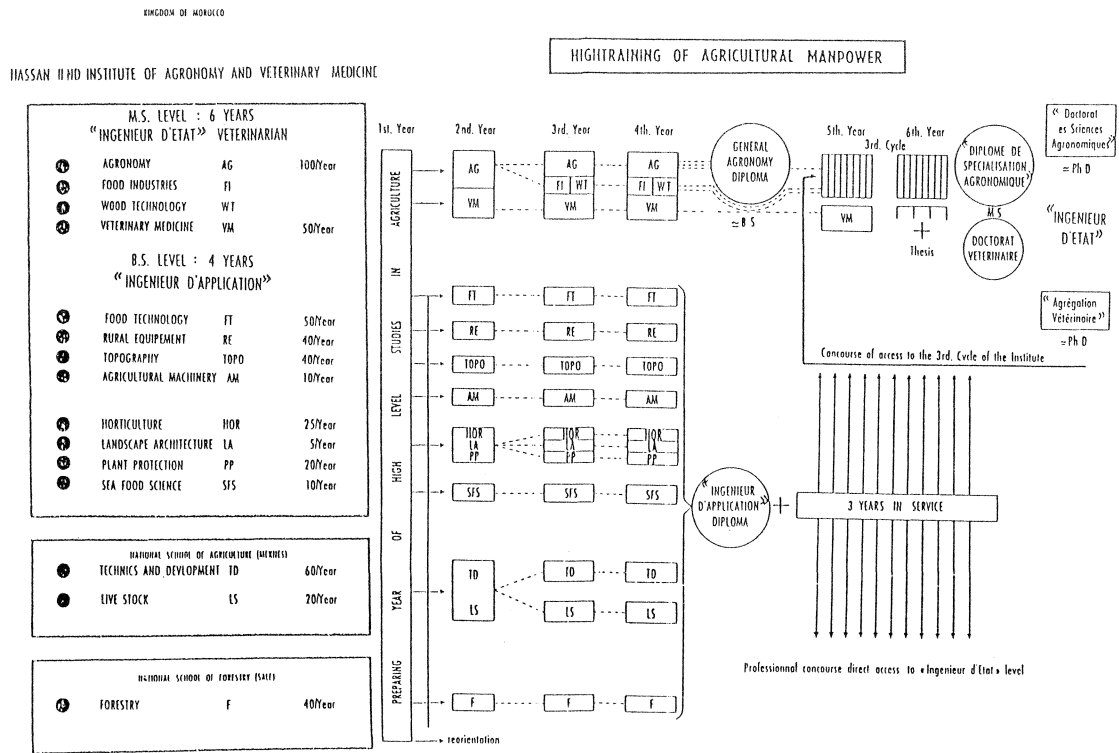 KINGDOM OF MOROCCO
HIGHTRAINING OF AGRICULTURAL MANPOWER
HASSAN II ND INSTITUTE OF AGRONOMY AND VETERINARY MEDICINE
M.S. LEVEL : 6 YEARS
“INGENIEUR D'ETAT” VETERINARIAN
AGRONOMY AG 100/Year
FOOD INDUSTRIES FI
WOOD TECHNOLOGY WT
VETERINARY MEDICINE VM 50/Year
B.S. LEVEL : 4 YEARS
“INGENIEUR D'APPLICATION”
FOOD TECHNOLOGY FT 50/Year
RURAL EQUIPEMENT RE 40/Year
TOPOGRAPHY TOPO 40/Year
AGRICULTURAL MACHINERY AM 10/Year
HORTICULTURE HOR 25/Year
LANDSCAPE ARCHITECTURE LA 5/Year
PLANT PROTECTION PP 20/Year
SEA FOOD SCIENCE SFS 10/Year
NATIONAL SCHOOL OF AGRICULTURE (MEKNES)
TECHNICS AND DEVLOPMENT TD 60/Year
LIVE STOCK LS 20/Year
NATIONAL SCHOOL OF FORESTRY (SALE)
FORESTRY F 40/Year
1st. Year
2nd. Year
3rd. Year
4th. Year
5th. Year
6th. Year
3rd. Cycle
PREPARING YEAR OF HIGH LEVEL STUDIES IN AGRICULTURE
reorientation
AG AG AG
FI WT FI WT
VM VM VM
GENERAL
AGRONOMY
DIPLOMA
≃ B S
VM
Thesis
“DIPLOME DE
SPECIALISATION
AGRONOMIQUE”
M S
DOCTORAT
VETERINAIRE
“ Doctorat
es Sciences
Agronomiques”
≃ Ph D
“INGENIEUR
D'ETAT”
“ Agrégation
Vétérinaire”
≃ Ph D
FT FT FT
RE RE RE
TOPO TOPO TOPO
AM AM AM
HOR HOR HOR
LA LA LA
PP PP PP
SFS SFS SFS
TD TD TD
LS LS LS
F F F
“INGENIEUR
D'APPLICATION”
DIPLOMA
+
Concourse of access to the 3rd. Cycle of the Institute
3 YEARS IN SERVICE
Professionnal concourse direct access to «Ingenieur d'Etat» level